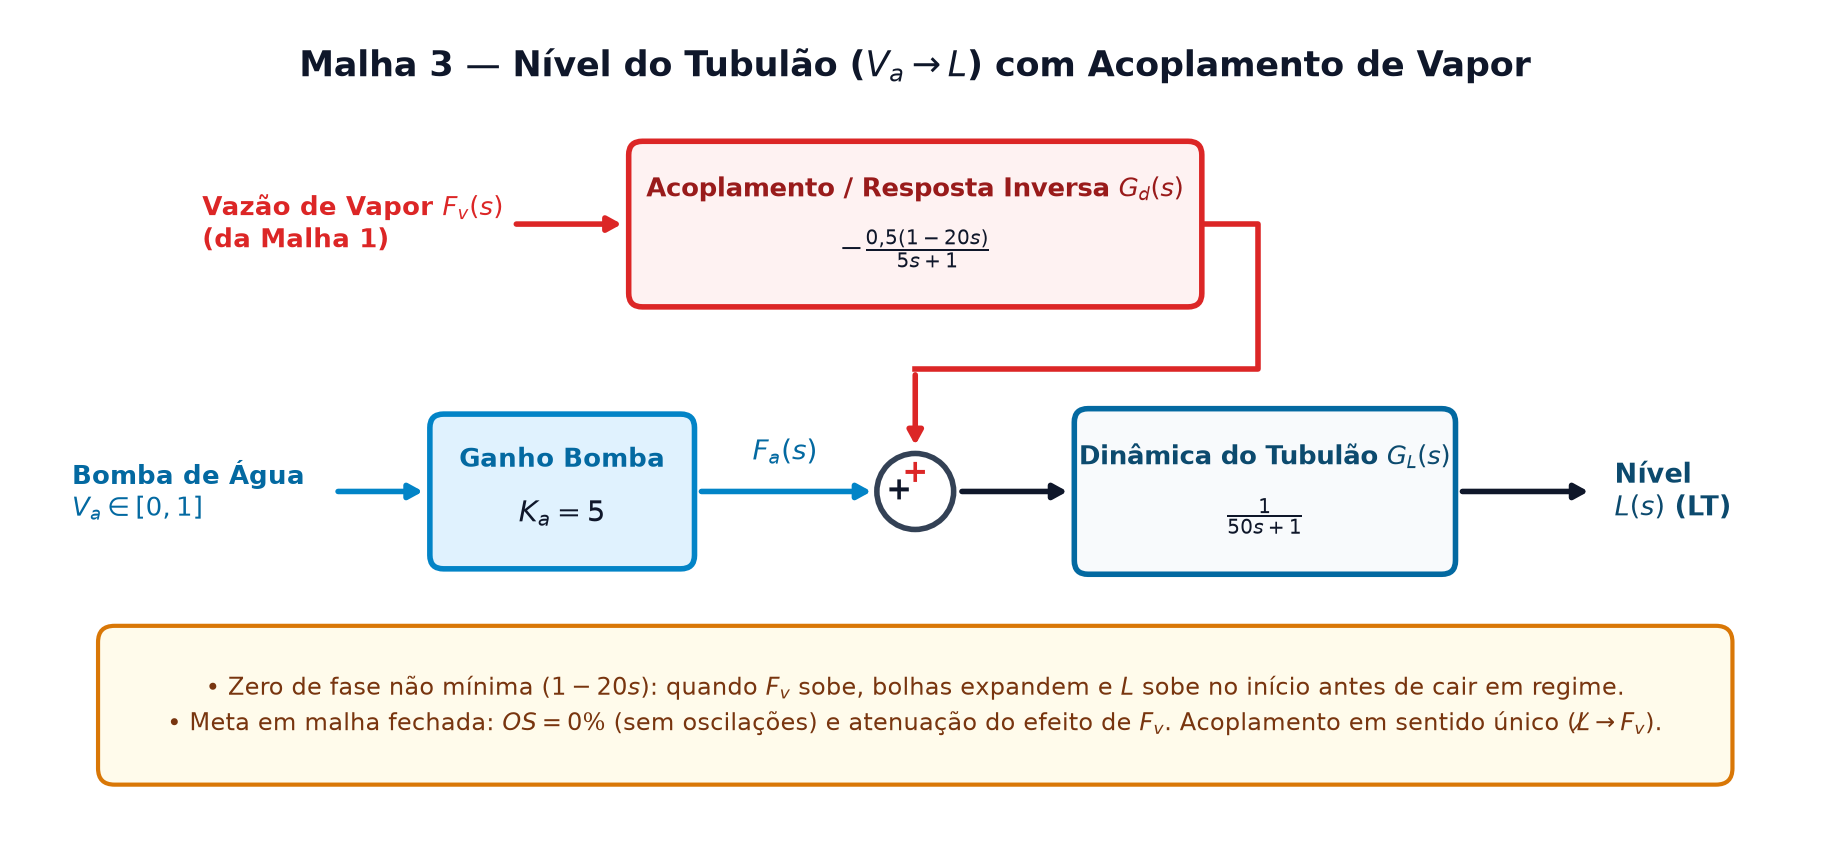 Malha 3 — Nível do Tubulão (Vₐ → L) com Acoplamento de Vapor
Acoplamento / Resposta Inversa G_d(s)
− 0,5(1 − 20s) / 5s + 1
Vazão de Vapor F_v(s)
(da Malha 1)
Bomba de Água
Vₐ ∈ [0, 1]
Ganho Bomba
Kₐ = 5
Fₐ(s)
+
+
Dinâmica do Tubulão G_L(s)
1 / 50s + 1
Nível
L(s) (LT)
• Zero de fase não mínima (1 − 20s): quando F_v sobe, bolhas expandem e L sobe no início antes de cair em regime.
• Meta em malha fechada: OS = 0% (sem oscilações) e atenuação do efeito de F_v. Acoplamento em sentido único (L̸ → F_v).